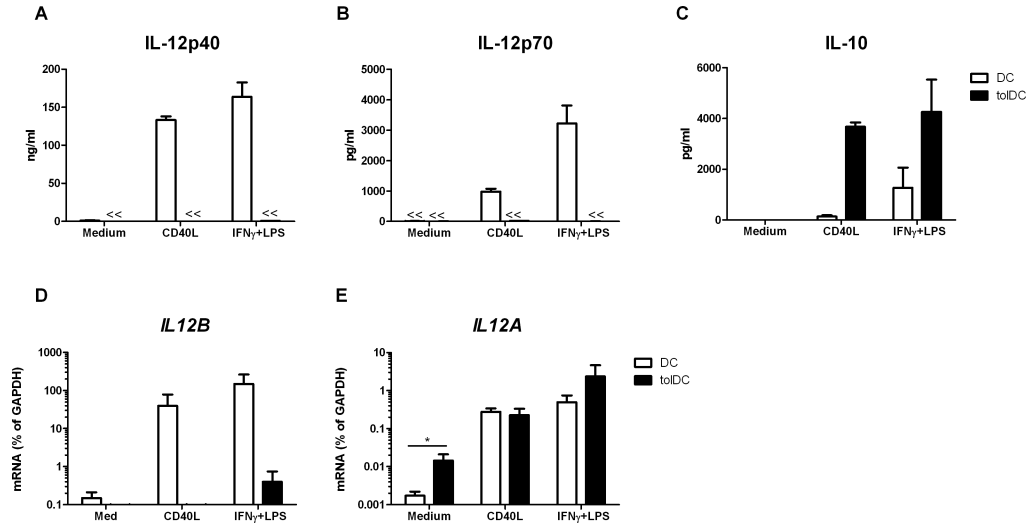 A
IL-12p40
ng/ml
200
150
100
50
0
<<
<<
<<
Medium
CD40L
IFNγ+LPS
B
IL-12p70
pg/ml
5000
4000
3000
2000
1000
0
<< <<
<<
<<
Medium
CD40L
IFNγ+LPS
C
IL-10
pg/ml
6000
4000
2000
0
Medium
CD40L
IFNγ+LPS
DC
tolDC
D
IL12B
mRNA (% of GAPDH)
1000
100
10
1
0.1
Med
CD40L
IFNγ+LPS
E
IL12A
mRNA (% of GAPDH)
10
1
0.1
0.01
0.001
*
Medium
CD40L
IFNγ+LPS
DC
tolDC